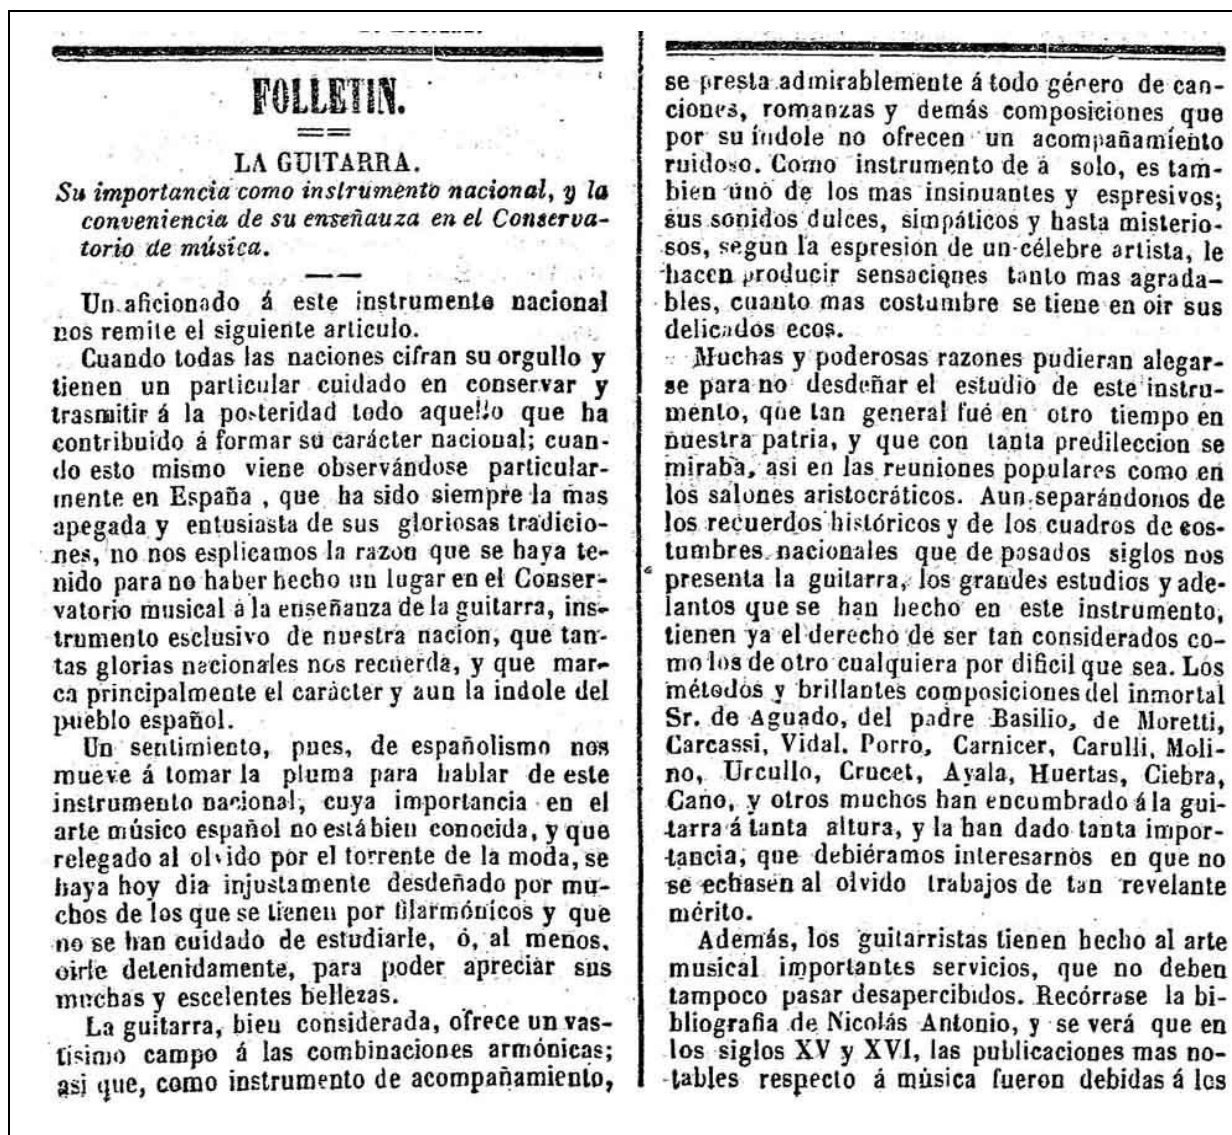 FOLLETIN.
LA GUITARRA.
Su importancia como instrumento nacional, y la
conveniencia de su enseñauza en el Conserva-
torio de música.
Un aficionado á este instrumento nacional
nos remite el siguiente articulo.
Cuando todas las naciones cifran su orgullo y
tienen un particular cuidado en conservar y
trasmitir á la posteridad todo aquello que ha
contribuido á formar su carácter nacional; cuan-
do esto mismo viene observándose particular-
mente en España , que ha sido siempre la mas
apegada y entusiasta de sus gloriosas tradicio-
nes, no nos esplicamos la razon que se haya te-
nido para no haber hecho un lugar en el Conser-
vatorio musical á la enseñanza de la guitarra, ins-
trumento esclusivo de nuestra nacion, que tan-
tas glorias nacionales nos recuerda, y que mar-
ca principalmente el carácter y aun la indole del
pueblo español.
Un sentimiento, pues, de españolismo nos
mueve á tomar la pluma para hablar de este
instrumento nacional, cuya importancia en el
arte músico español no está bien conocida, y que
relegado al olvido por el torrente de la moda, se
haya hoy dia injustamente desdeñado por mu-
chos de los que se tienen por filarmónicos y que
no se han cuidado de estudiarle, ó, al menos,
oirle detenidamente, para poder apreciar sus
muchas y escelentes bellezas.
La guitarra, bieu considerada, ofrece un vas-
tísimo campo á las combinaciones armónicas;
asi que, como instrumento de acompañamiento,
se presta admirablemente á todo género de can-
ciones, romanzas y demás composiciones que
por su índole no ofrecen un acompañamíento
ruidoso. Como instrumento de á solo, es tam-
bien uno de los mas insinuantes y espresivos;
sus sonidos dulces, simpáticos y hasta misterio-
sos, segun la espresion de un célebre artista, le
hacen producir sensaciones tanto mas agrada-
bles, cuanto mas costumbre se tiene en oir sus
delicados ecos.
Muchas y poderosas razones pudieran alegar-
se para no desdeñar el estudio de este instru-
mento, que tan general fué en otro tiempo en
nuestra patria, y que con tanta predileccion se
miraba, asi en las reuniones populares como en
los salones aristocráticos. Aun separándonos de
los recuerdos históricos y de los cuadros de cos-
tumbres nacionales que de pasados siglos nos
presenta la guitarra, los grandes estudios y ade-
lantos que se han hecho en este instrumento,
tienen ya el derecho de ser tan considerados co-
mo los de otro cualquiera por dificil que sea. Los
métodos y brillantes composiciones del inmortal
Sr. de Aguado, del padre Basilio, de Moretti,
Carcassi, Vidal. Porro, Carnicer, Carulli, Moli-
no, Urcullo, Crucet, Ayala, Huertas, Ciebra,
Cano, y otros muchos han encumbrado á la gui-
tarra á tanta altura, y la han dado tanta impor-
tancia, que debiéramos interesarnos en que no
se echasen al olvido trabajos de tan revelante
mérito.
Además, los guitarristas tienen hecho al arte
musical importantes servicios, que no deben
tampoco pasar desapercibidos. Recórrase la bi-
bliografia de Nicolás Antonio, y se verá que en
los siglos XV y XVI, las publicaciones mas no-
tables respecto á música fueron debidas á los